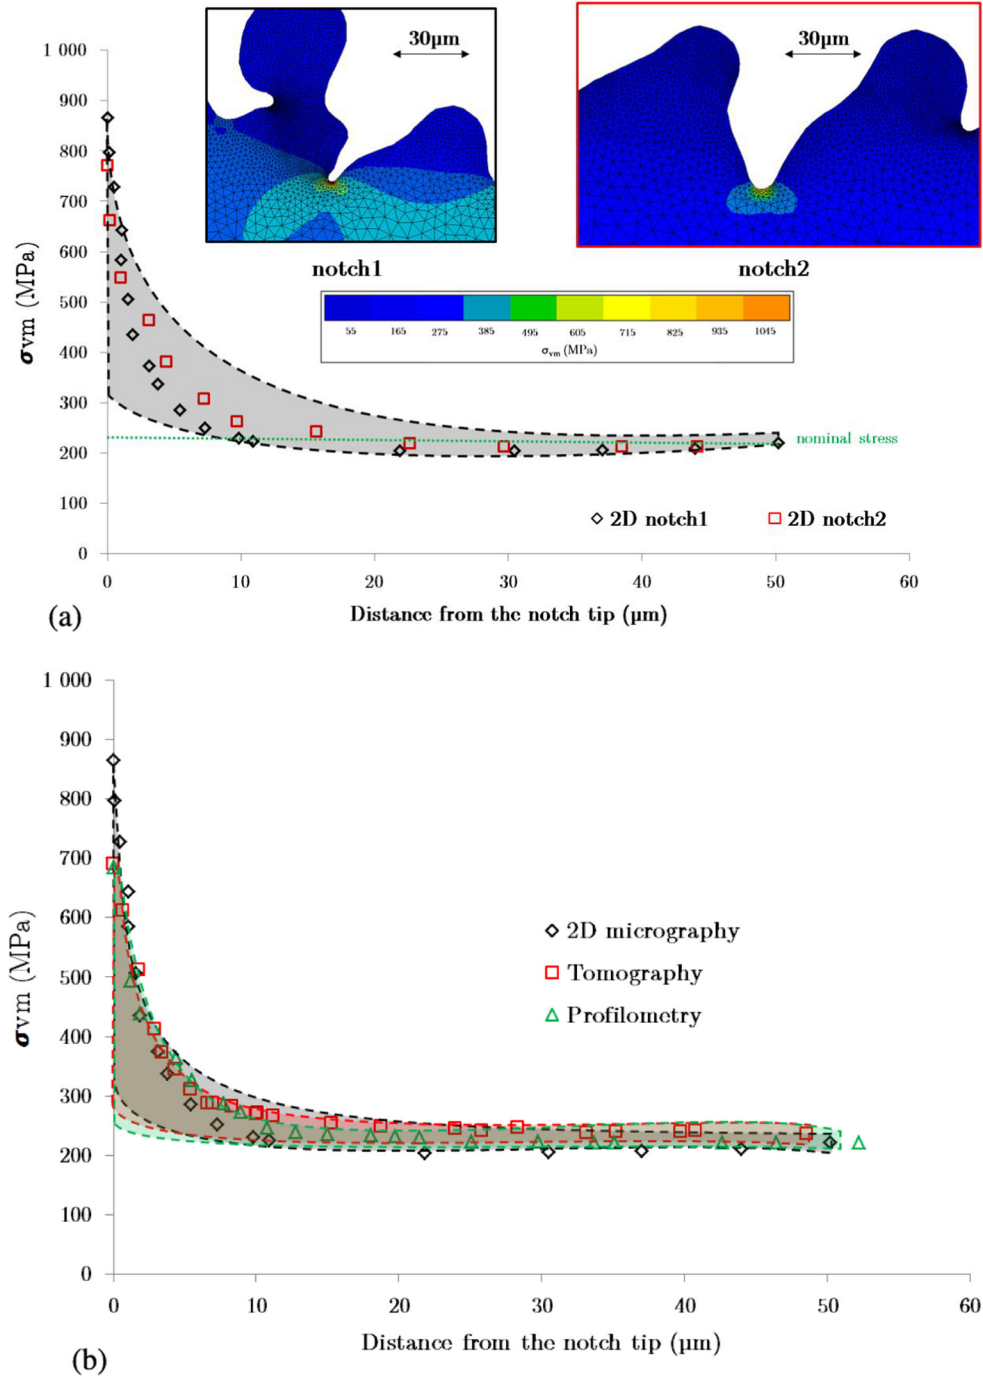 30µm
30µm
notch1
notch2
55 165 275 385 495 605 715 825 935 1045
σvm (MPa)
1 000
900
800
700
600
500
400
300
200
100
0
σvm (MPa)
nominal stress
2D notch1
2D notch2
0 10 20 30 40 50 60
Distance from the notch tip (µm)
(a)
1 000
900
800
700
600
500
400
300
200
100
0
σvm (MPa)
2D micrography
Tomography
Profilometry
0 10 20 30 40 50 60
Distance from the notch tip (µm)
(b)